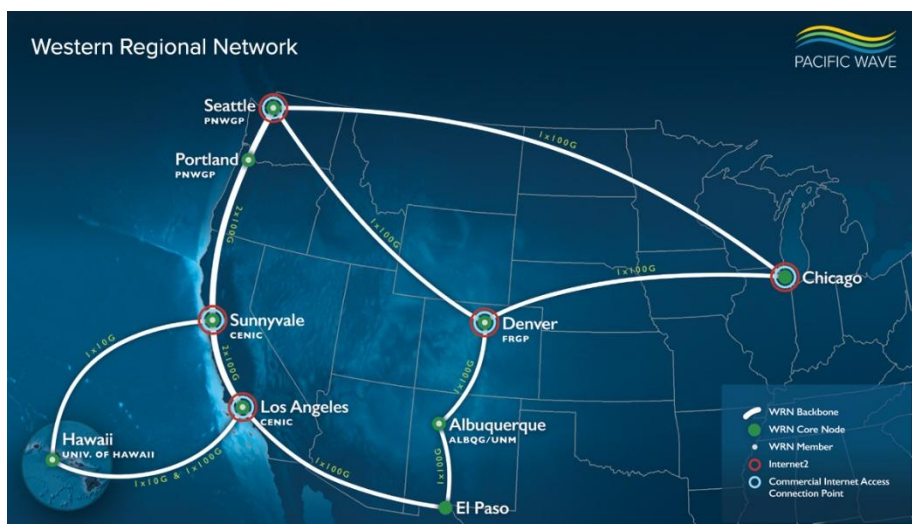 Western Regional Network
PACIFIC WAVE
Seattle
PNWGP
Portland
PNWGP
1x100G
2x100G
1x100G
1x100G
Chicago
Sunnyvale
CENIC
Denver
FRGP
1x10G
2x100G
1x100G
Los Angeles
CENIC
Albuquerque
ALBQG/UNM
Hawaii
UNIV. OF HAWAII
1x10G & 1x100G
1x100G
1x100G
El Paso
WRN Backbone
WRN Core Node
WRN Member
Internet2
Commercial Internet Access
Connection Point